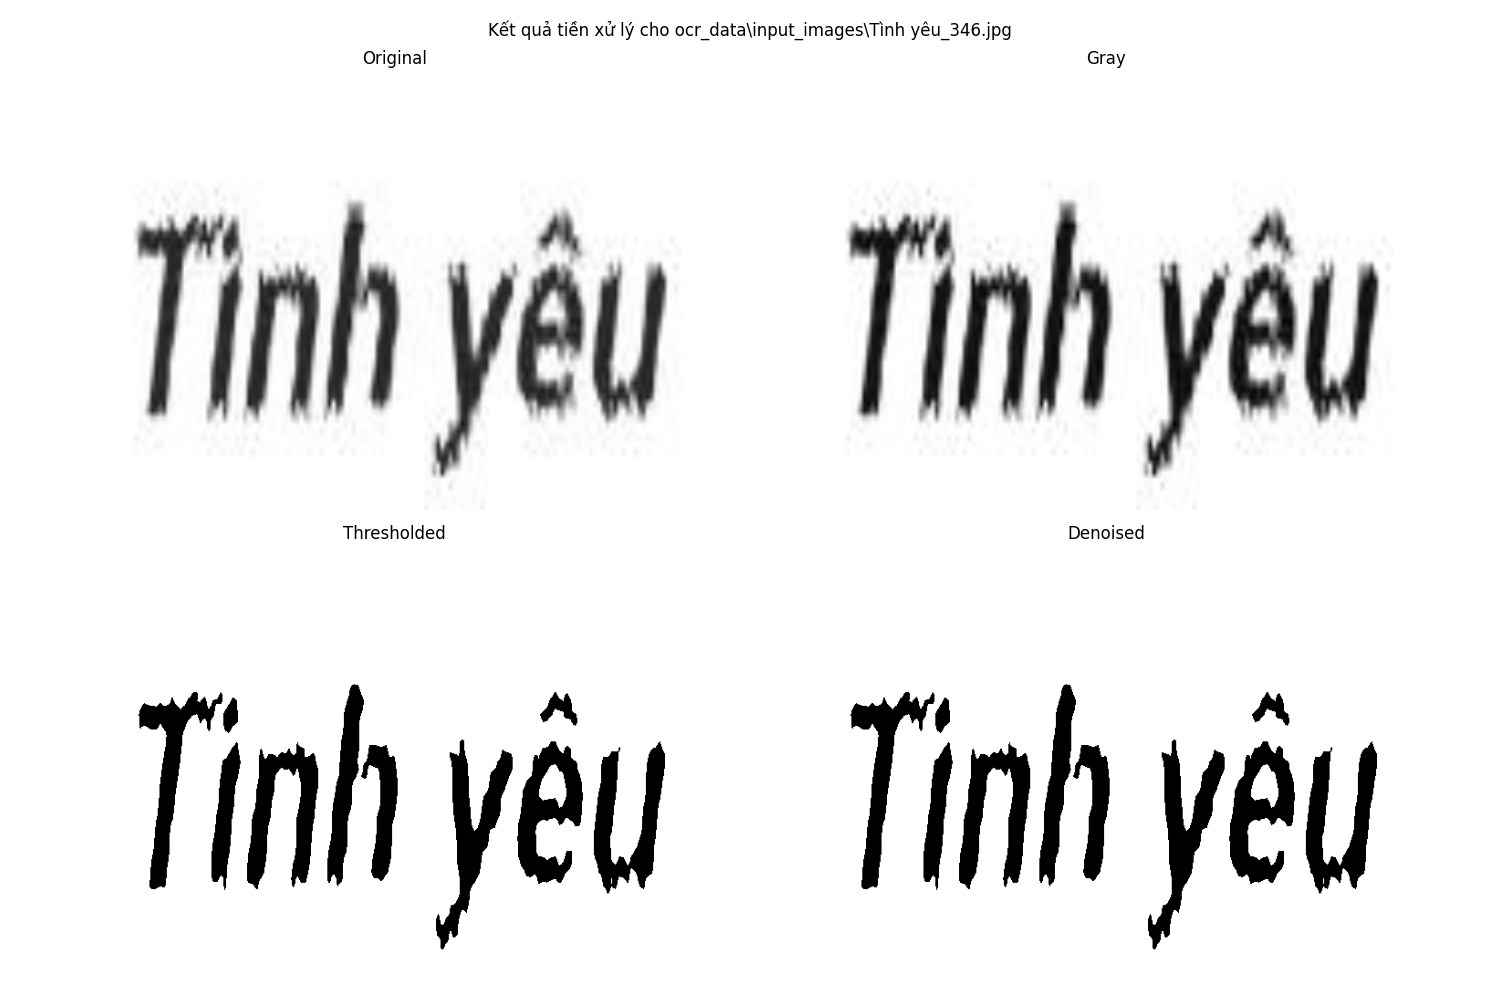 Kết quả tiền xử lý cho ocr_data\input_images\Tình yêu_346.jpg
Original
Gray
Tình yêu
Tình yêu
Thresholded
Denoised
Tình yêu
Tình yêu